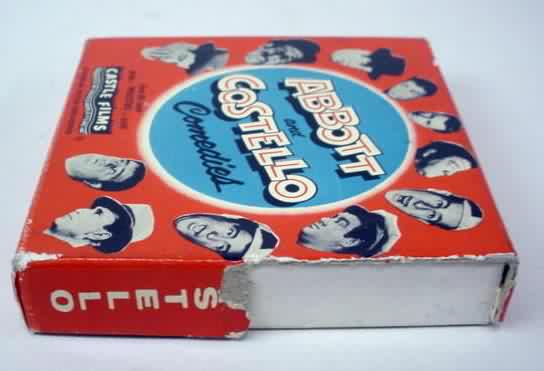 ABBOTT
and
COSTELLO
Comedies
CASTLE FILMS
STELLO